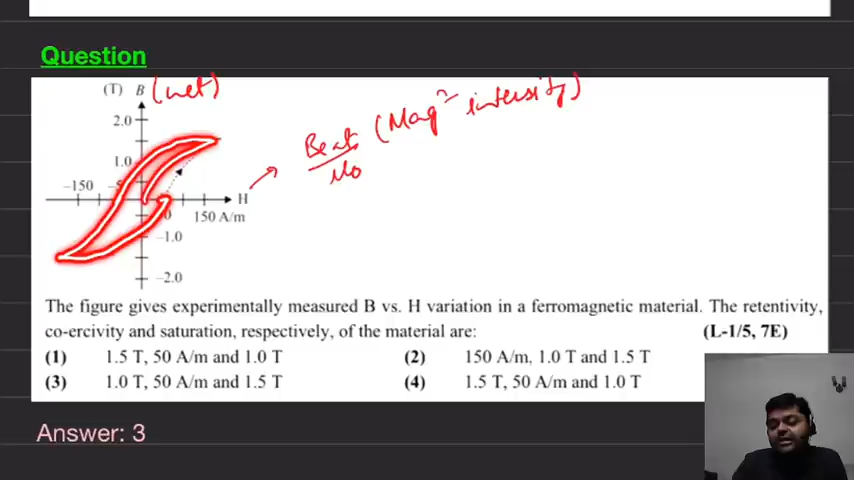 Question
(T) B (net)
2.0
Bext (Magn intensity)
μo
1.0
-150
H
150 A/m
-1.0
-2.0
The figure gives experimentally measured B vs. H variation in a ferromagnetic material. The retentivity,
co-ercivity and saturation, respectively, of the material are: (L-1/5, 7E)
(1) 1.5 T, 50 A/m and 1.0 T (2) 150 A/m, 1.0 T and 1.5 T
(3) 1.0 T, 50 A/m and 1.5 T (4) 1.5 T, 50 A/m and 1.0 T
Answer: 3